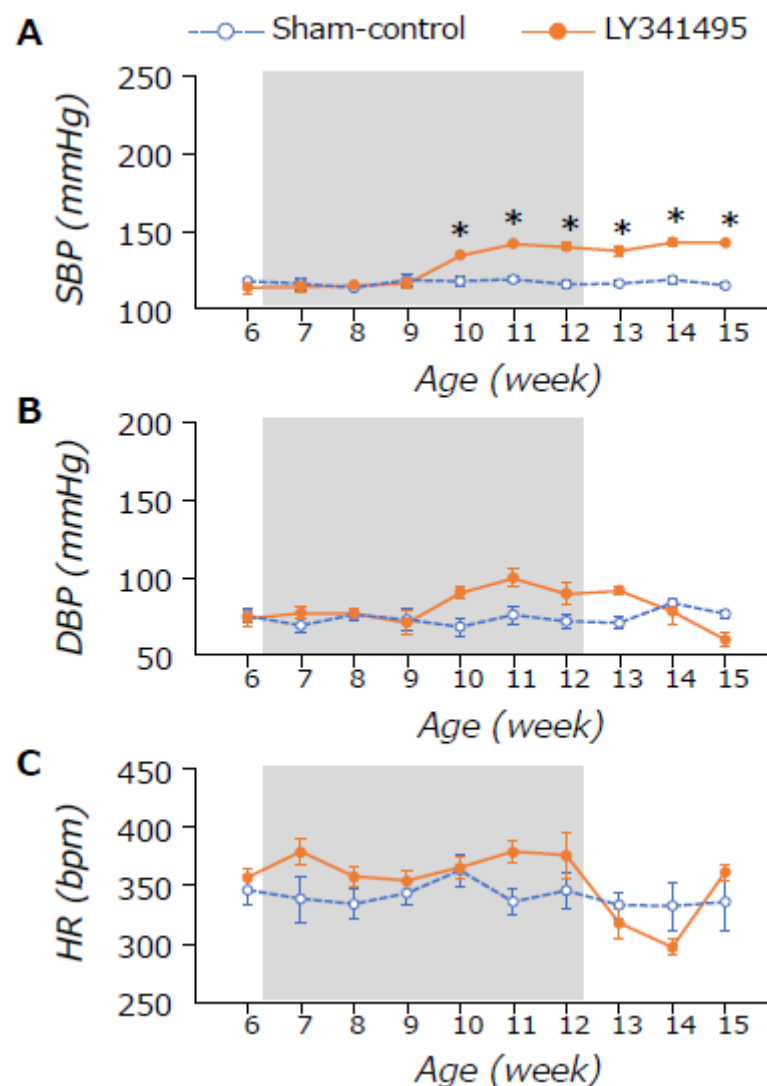 A
Sham-control LY341495
250
200
150
100
SBP (mmHg)
* * * * * *
6 7 8 9 10 11 12 13 14 15
Age (week)
B
200
150
100
50
DBP (mmHg)
6 7 8 9 10 11 12 13 14 15
Age (week)
C
450
400
350
300
250
HR (bpm)
6 7 8 9 10 11 12 13 14 15
Age (week)